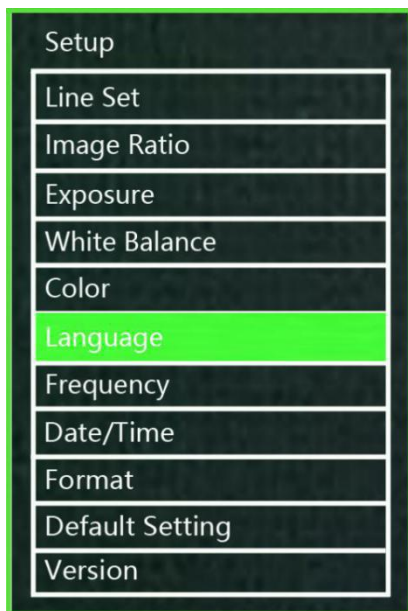 Setup
Line Set
Image Ratio
Exposure
White Balance
Color
Language
Frequency
Date/Time
Format
Default Setting
Version